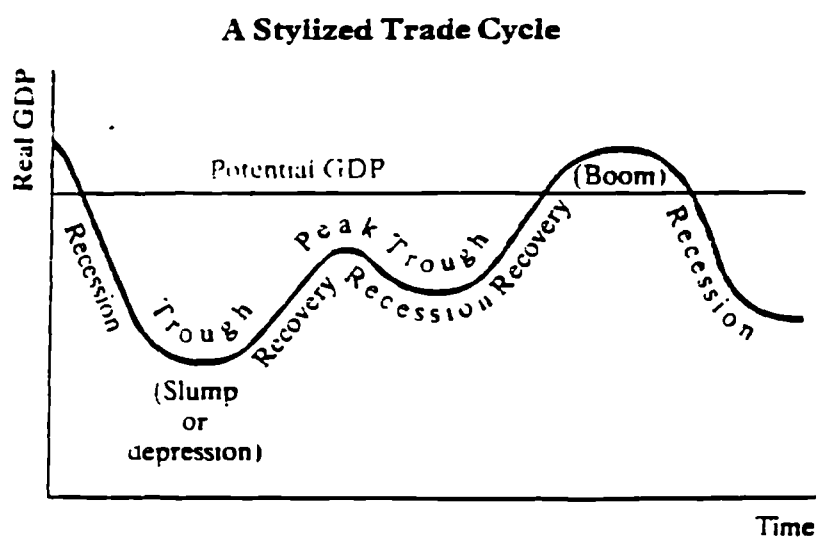 A Stylized Trade Cycle
Real GDP
Potential GDP
(Boom)
Recession
Trough
(Slump
or
depression)
Recovery
Peak
Recession
Trough
Recovery
Recession
Time